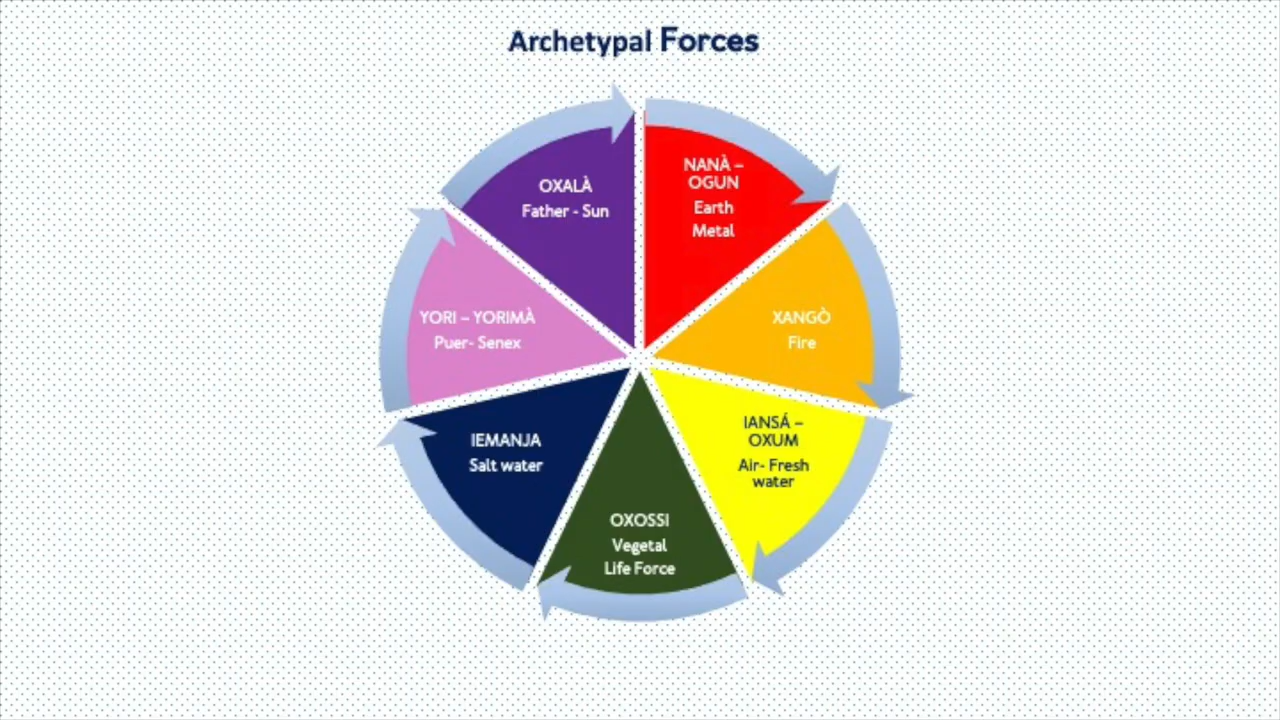 Archetypal Forces
NANÀ –
OGUN
Earth
Metal
XANGÒ
Fire
IANSÁ –
OXUM
Air- Fresh
water
OXOSSI
Vegetal
Life Force
IEMANJA
Salt water
YORI – YORIMÀ
Puer- Senex
OXALÀ
Father - Sun